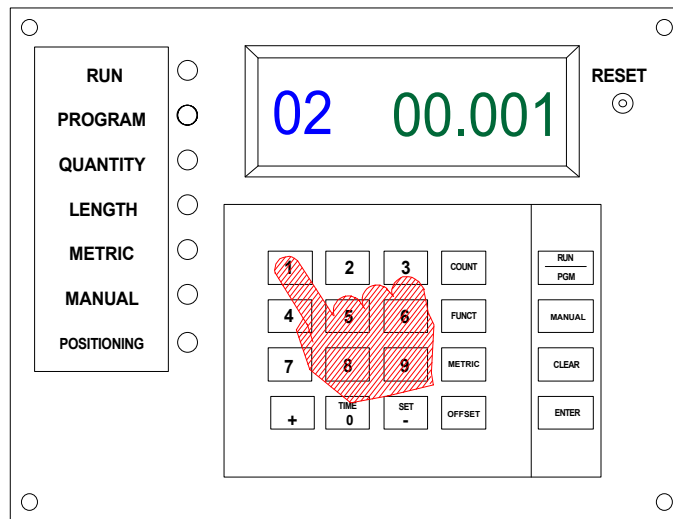 RUN
PROGRAM
QUANTITY
LENGTH
METRIC
MANUAL
POSITIONING
02 00.001
RESET
1 2 3 COUNT
4 5 6 FUNCT
7 8 9 METRIC
+ TIME 0 SET - OFFSET
RUN
PGM
MANUAL
CLEAR
ENTER